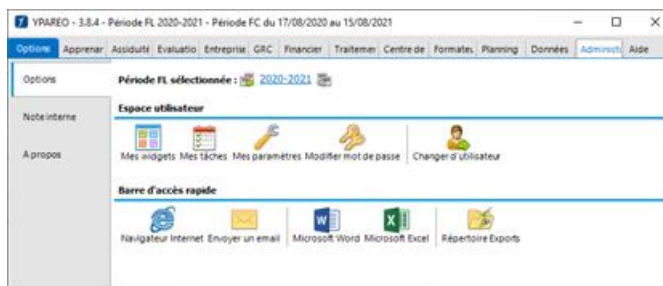 YPAREO - 3.8.4 - Période FL 2020-2021 - Période FC du 17/08/2020 au 15/08/2021
Options Apprenar Assiduité Evaluatio Entreprise GRC Financier Traitemer Centre de Formateu Planning Données Administ Aide
Options
Période FL sélectionnée : 2020-2021
Note interne
Espace utilisateur
A propos
Mes widgets Mes tâches Mes paramètres Modifier mot de passe Changer d'utilisateur
Barre d'accès rapide
Navigateur Internet Envoyer un email Microsoft Word Microsoft Excel Répertoire Exports